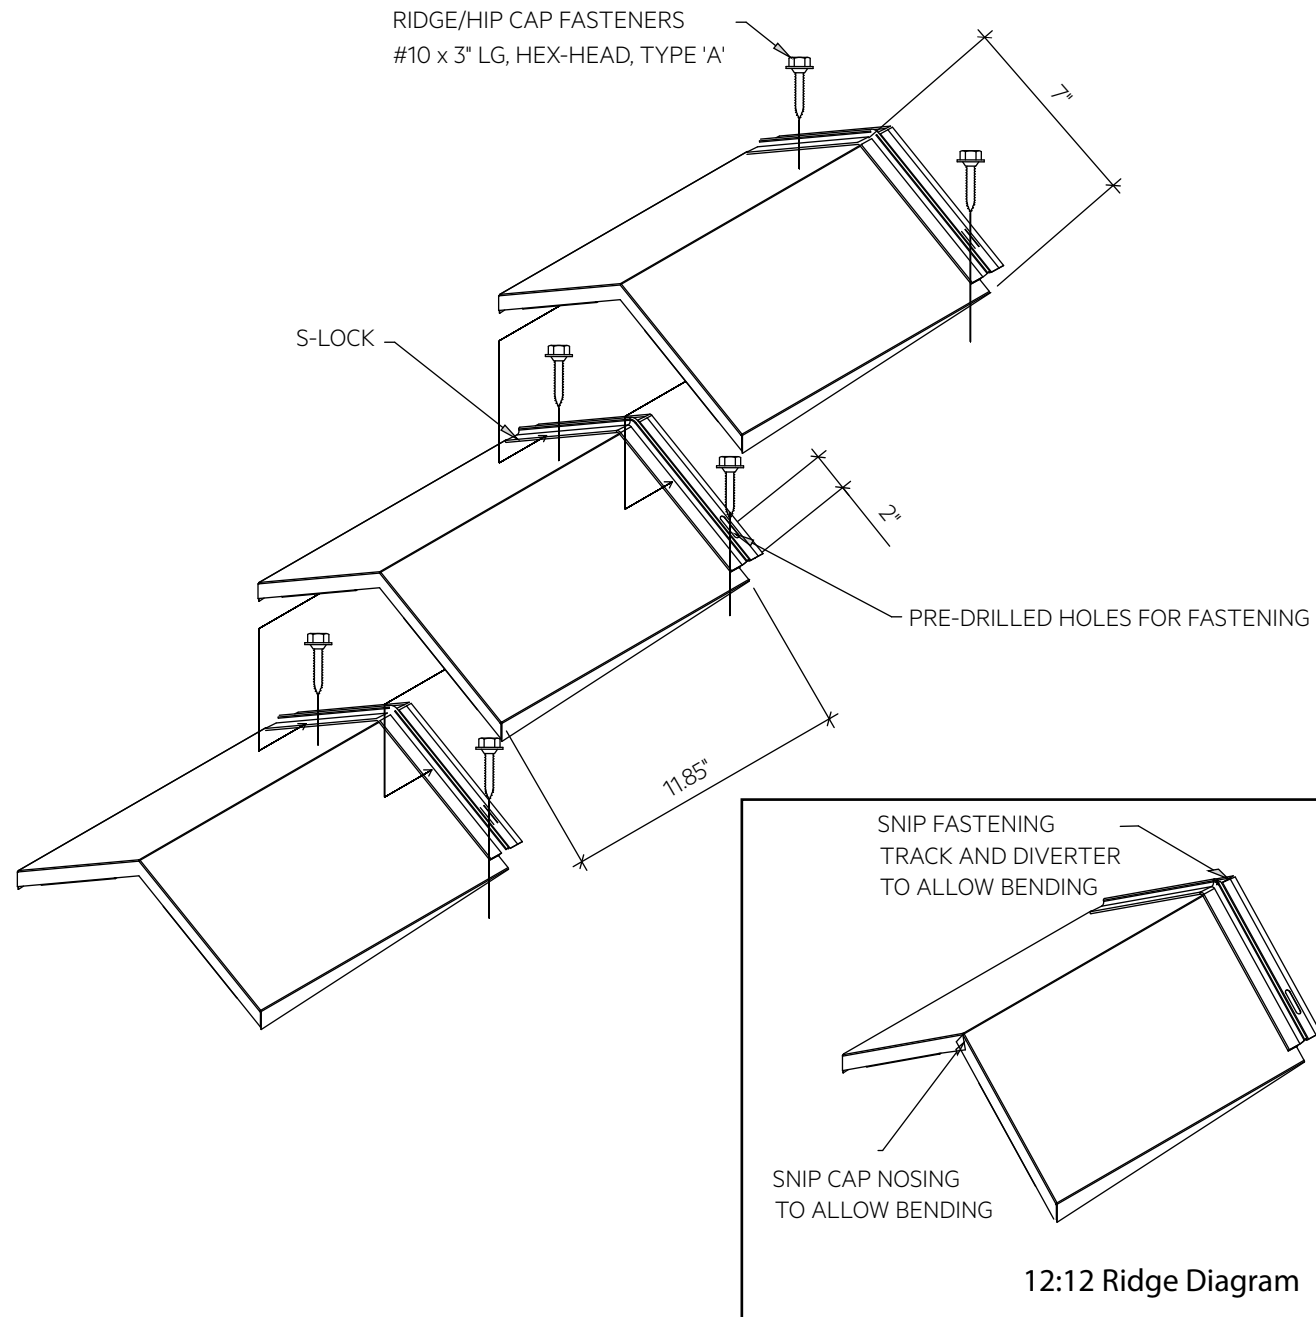 RIDGE/HIP CAP FASTENERS
#10 x 3" LG, HEX-HEAD, TYPE 'A'
7"
S-LOCK
2"
PRE-DRILLED HOLES FOR FASTENING
11.85"
SNIP FASTENING
TRACK AND DIVERTER
TO ALLOW BENDING
SNIP CAP NOSING
TO ALLOW BENDING
12:12 Ridge Diagram